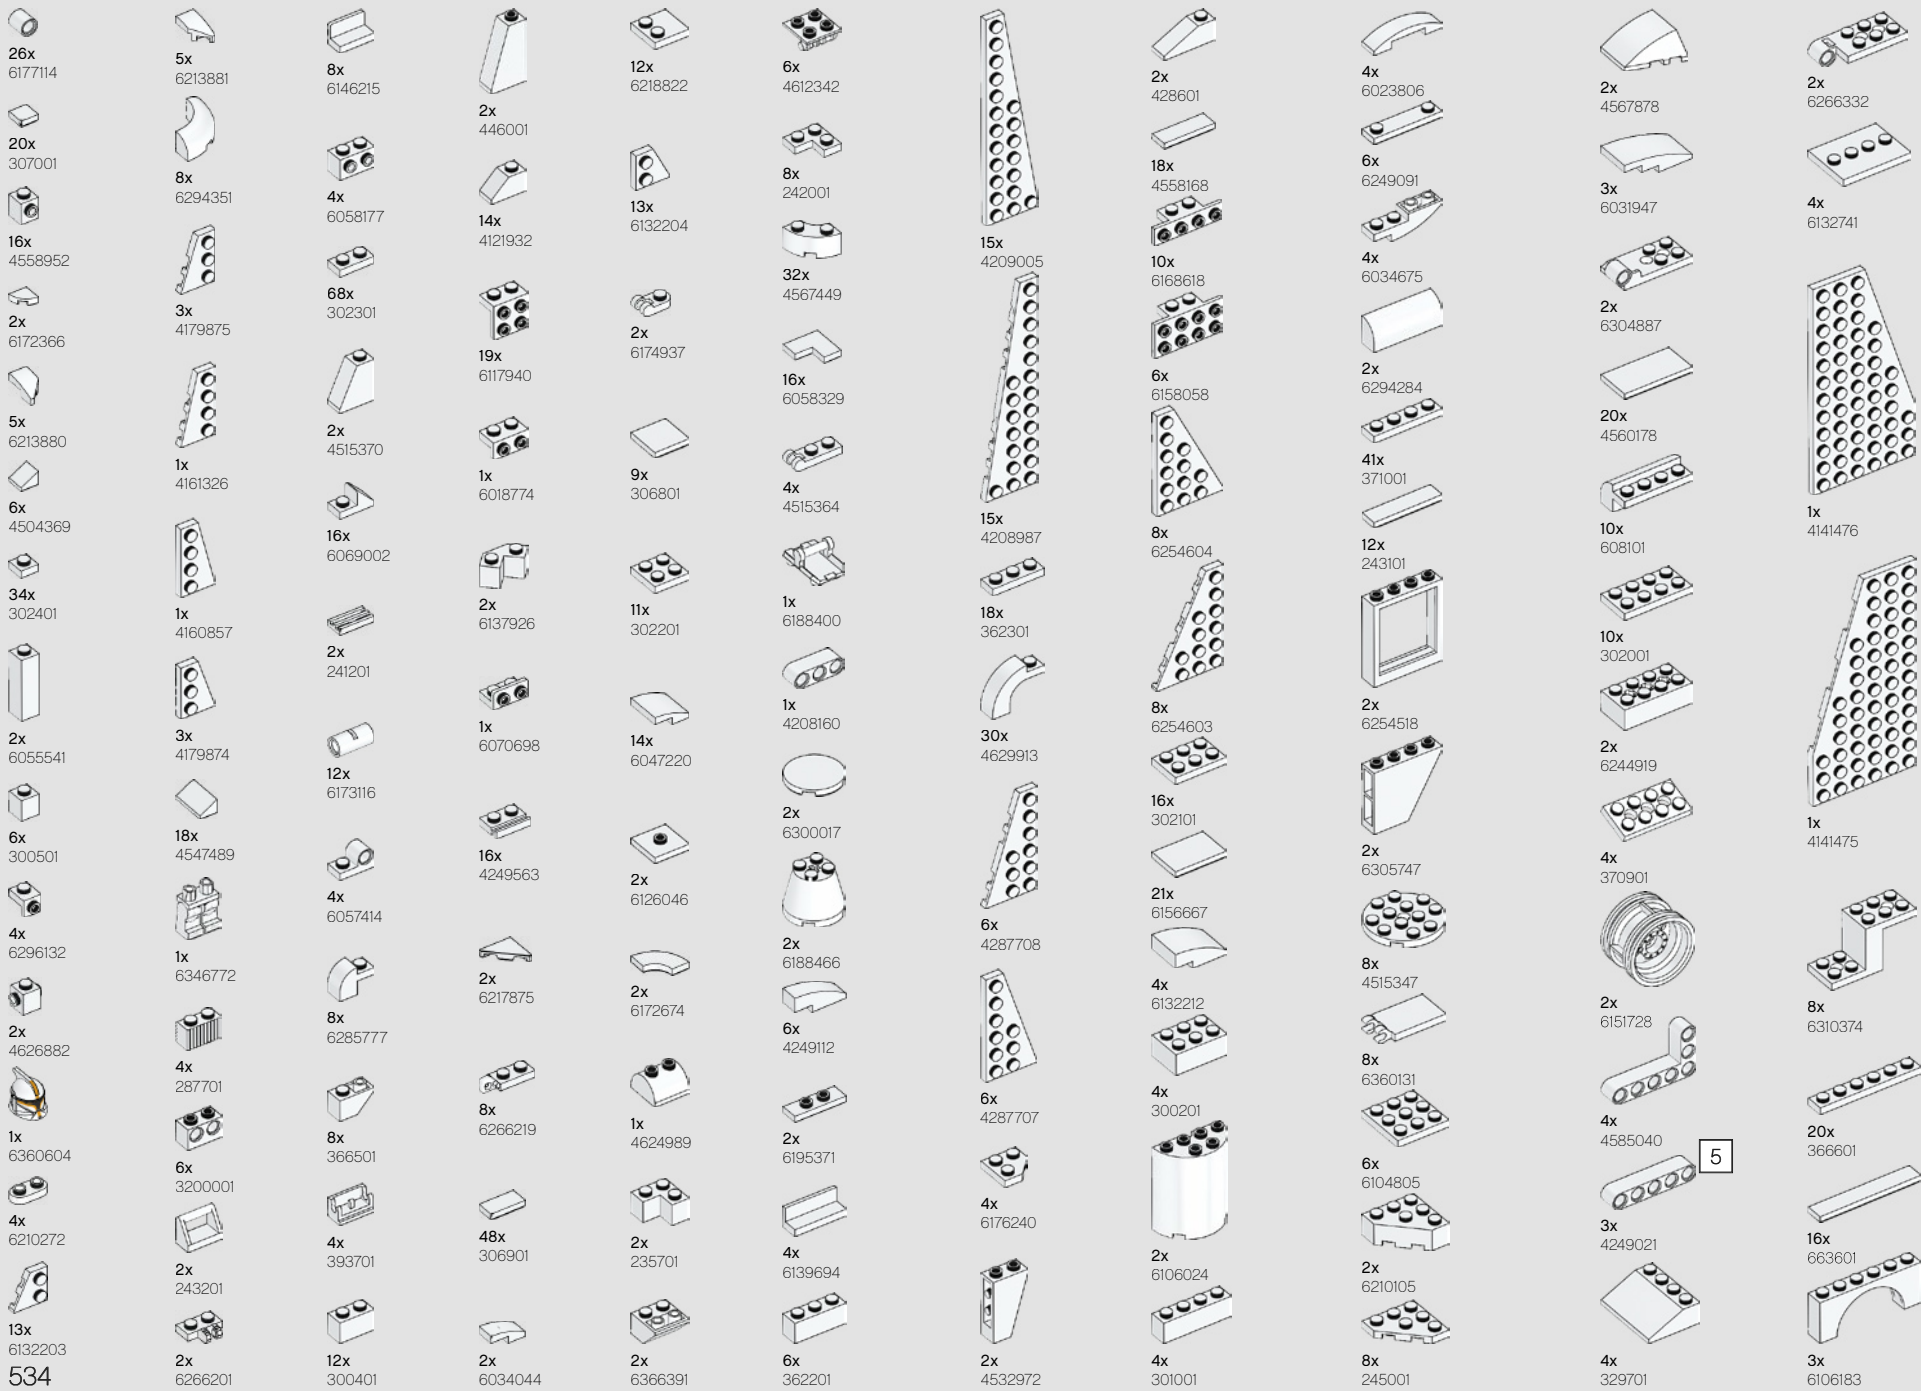 26x
6177114
20x
307001
16x
4558952
2x
6172366
5x
6213880
6x
4504369
34x
302401
2x
6055541
6x
300501
4x
6296132
2x
4626882
1x
6360604
4x
6210272
13x
6132203
534
5x
6213881
8x
6294351
3x
4179875
1x
4161326
1x
4160857
3x
4179874
18x
4547489
1x
6346772
4x
287701
6x
3200001
2x
243201
2x
6266201
8x
6146215
4x
6058177
68x
302301
2x
4515370
16x
6069002
2x
241201
12x
6173116
4x
6057414
8x
6285777
8x
366501
4x
393701
12x
300401
2x
446001
14x
4121932
19x
6117940
1x
6018774
2x
6137926
1x
6070698
16x
4249563
2x
6217875
8x
6266219
48x
306901
2x
6034044
12x
6218822
13x
6132204
2x
6174937
9x
306801
11x
302201
14x
6047220
2x
6126046
2x
6172674
1x
4624989
2x
235701
2x
6366391
6x
4612342
8x
242001
32x
4567449
16x
6058329
4x
4515364
1x
6188400
1x
4208160
2x
6300017
2x
6188466
6x
4249112
2x
6195371
4x
6139694
6x
362201
15x
4209005
15x
4208987
18x
362301
30x
4629913
6x
4287708
6x
4287707
4x
6176240
2x
4532972
2x
428601
18x
4558168
10x
6168618
6x
6158058
8x
6254604
8x
6254603
16x
302101
21x
6156667
4x
6132212
4x
300201
2x
6106024
4x
301001
4x
6023806
6x
6249091
4x
6034675
2x
6294284
41x
371001
12x
243101
2x
6254518
2x
6305747
8x
4515347
8x
6360131
6x
6104805
2x
6210105
8x
245001
2x
4567878
3x
6031947
2x
6304887
20x
4560178
10x
608101
10x
302001
2x
6244919
4x
370901
2x
6151728
4x
4585040
5
3x
4249021
4x
329701
2x
6266332
4x
6132741
1x
4141476
1x
4141475
8x
6310374
20x
366601
16x
663601
3x
6106183